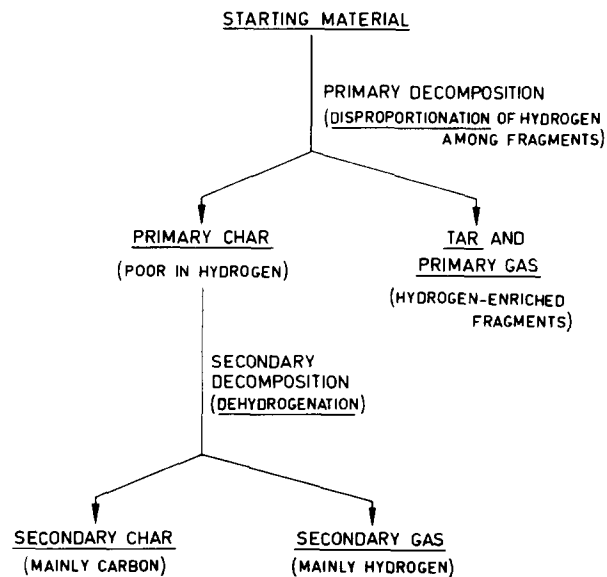 STARTING MATERIAL
PRIMARY DECOMPOSITION
(DISPROPORTIONATION OF HYDROGEN
AMONG FRAGMENTS)
PRIMARY CHAR
(POOR IN HYDROGEN)
TAR AND
PRIMARY GAS
(HYDROGEN-ENRICHED
FRAGMENTS)
SECONDARY
DECOMPOSITION
(DEHYDROGENATION)
SECONDARY CHAR
(MAINLY CARBON)
SECONDARY GAS
(MAINLY HYDROGEN)